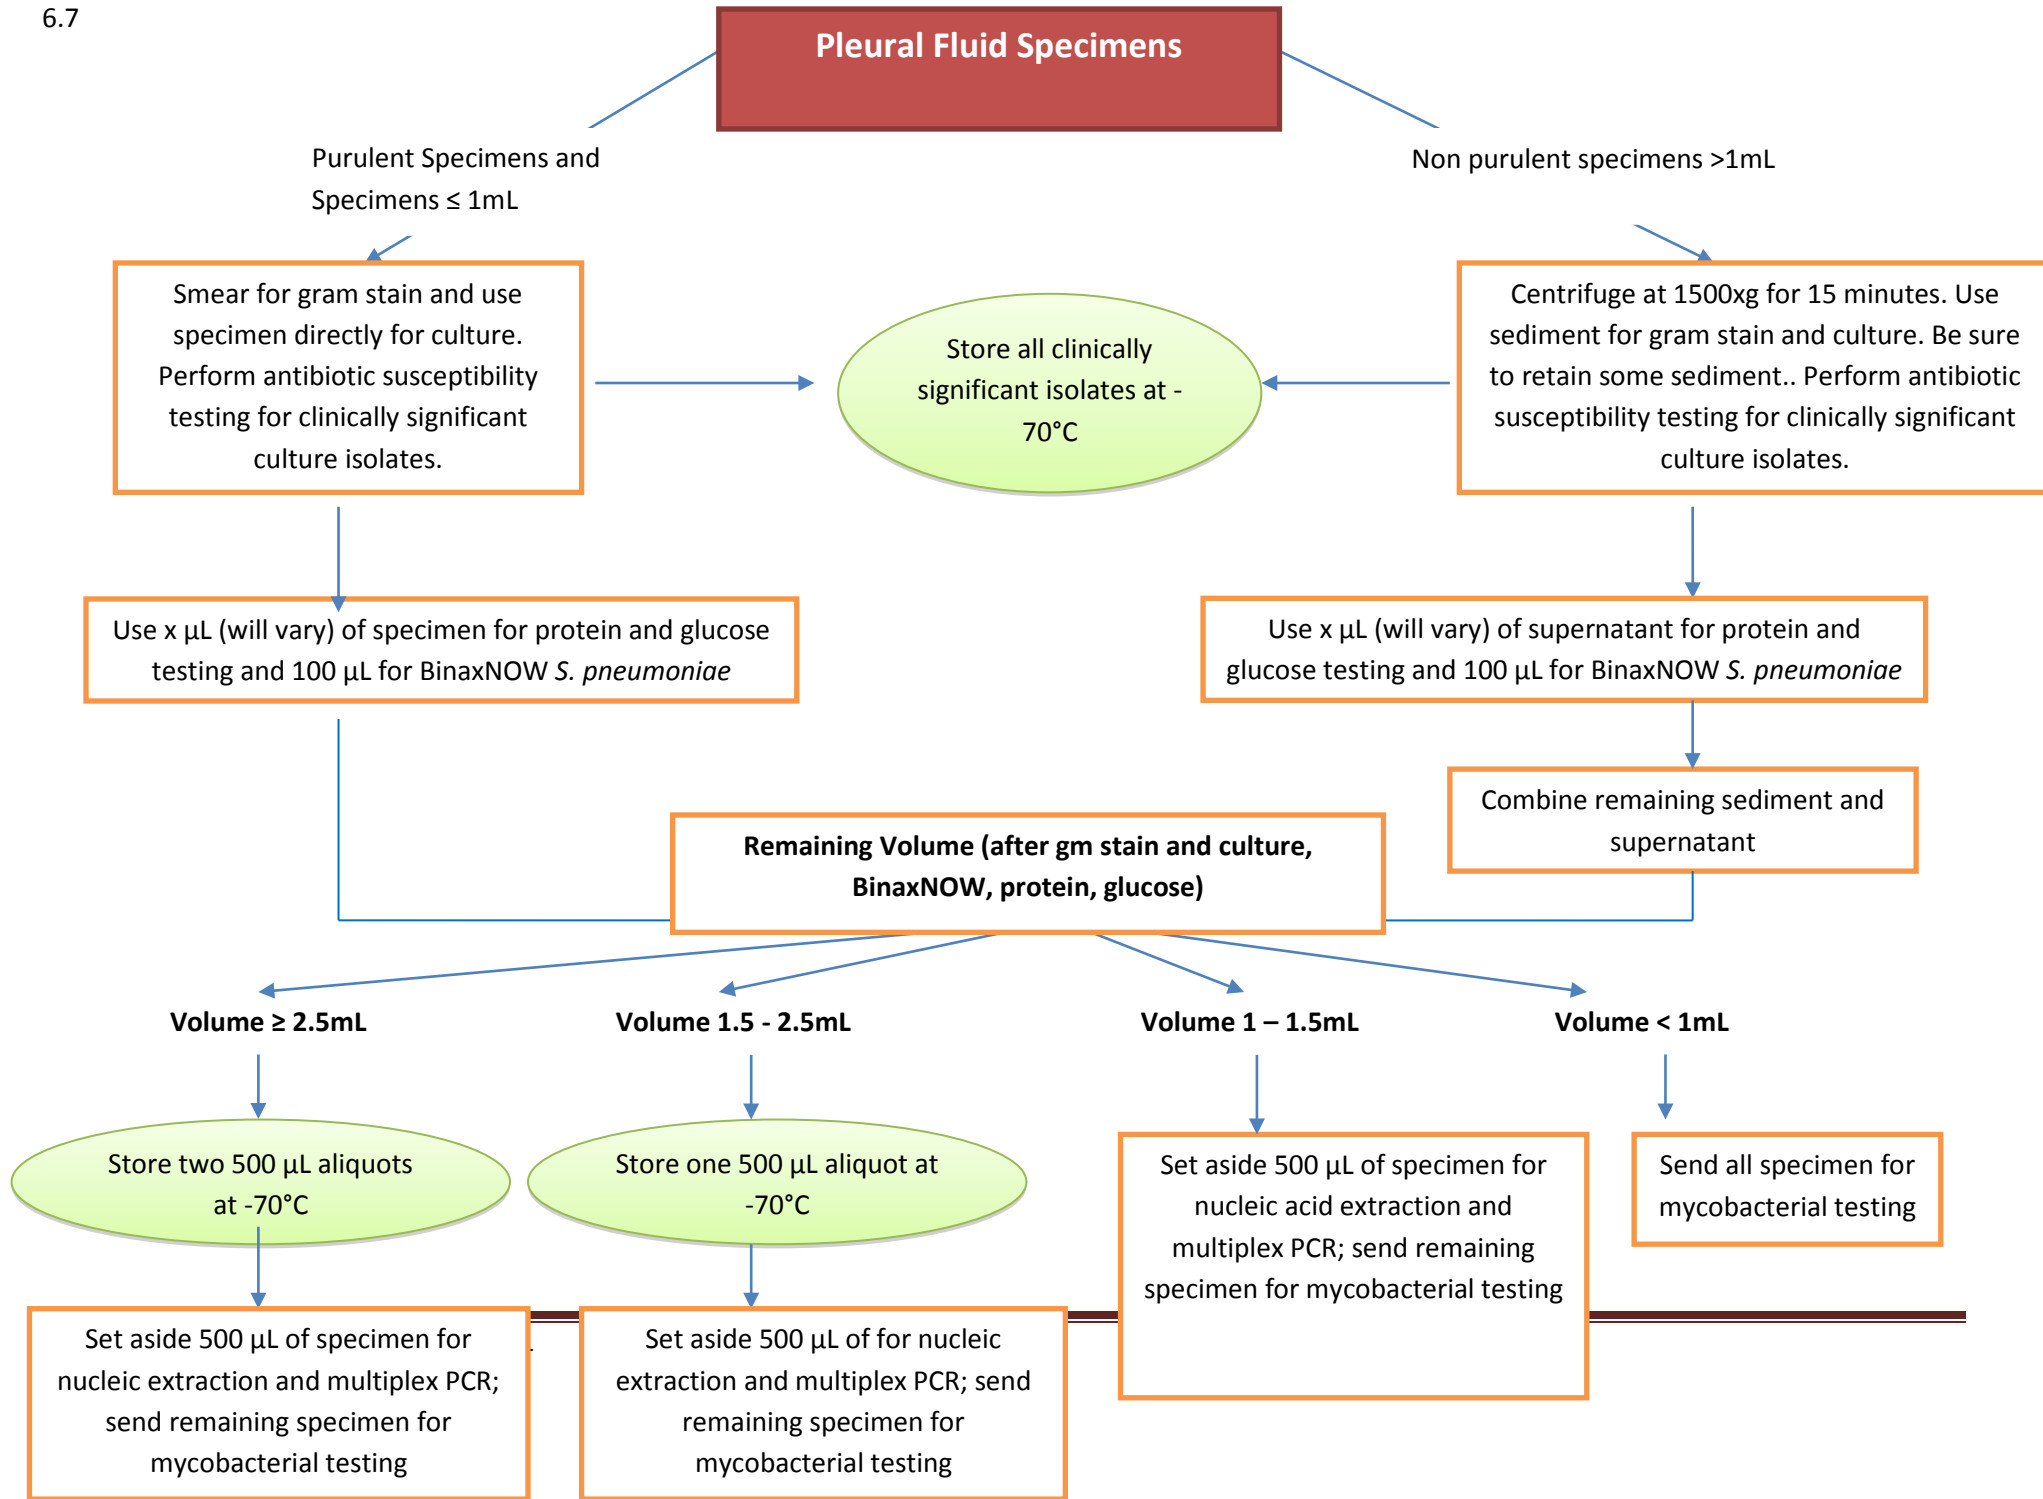 6.7
Pleural Fluid Specimens
Purulent Specimens and
Specimens ≤ 1mL
Non purulent specimens >1mL
Smear for gram stain and use
specimen directly for culture.
Perform antibiotic susceptibility
testing for clinically significant
culture isolates.
Store all clinically
significant isolates at -
70°C
Centrifuge at 1500xg for 15 minutes. Use
sediment for gram stain and culture. Be sure
to retain some sediment.. Perform antibiotic
susceptibility testing for clinically significant
culture isolates.
Use x µL (will vary) of specimen for protein and glucose
testing and 100 µL for BinaxNOW S. pneumoniae
Use x µL (will vary) of supernatant for protein and
glucose testing and 100 µL for BinaxNOW S. pneumoniae
Combine remaining sediment and
supernatant
Remaining Volume (after gm stain and culture,
BinaxNOW, protein, glucose)
Volume ≥ 2.5mL
Volume 1.5 - 2.5mL
Volume 1 – 1.5mL
Volume < 1mL
Store two 500 µL aliquots
at -70°C
Store one 500 µL aliquot at
-70°C
Set aside 500 µL of specimen for
nucleic acid extraction and
multiplex PCR; send remaining
specimen for mycobacterial testing
Send all specimen for
mycobacterial testing
Set aside 500 µL of specimen for
nucleic extraction and multiplex PCR;
send remaining specimen for
mycobacterial testing
Set aside 500 µL of for nucleic
extraction and multiplex PCR; send
remaining specimen for
mycobacterial testing